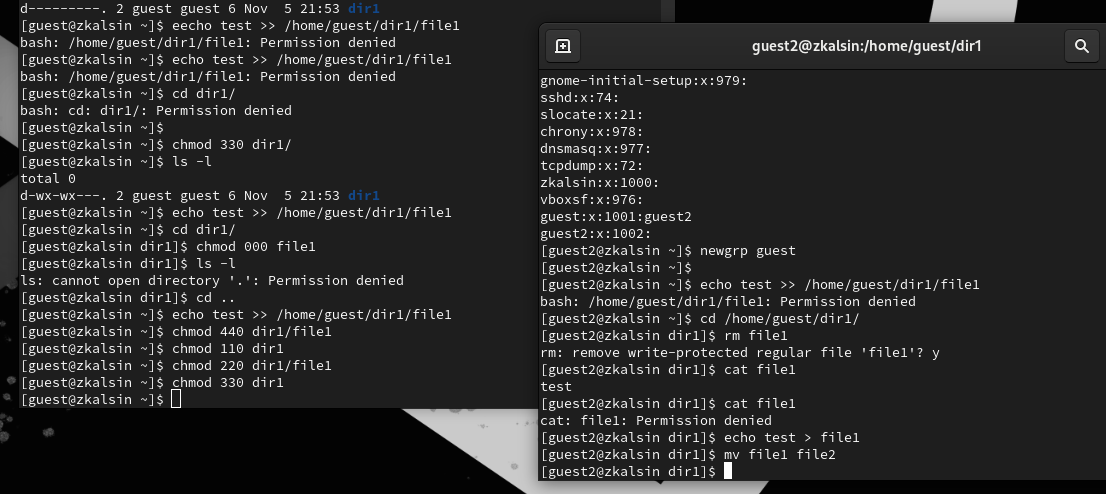 d---------. 2 guest guest 6 Nov  5 21:53 dir1
[guest@zkalsin ~]$ eecho test >> /home/guest/dir1/file1
bash: /home/guest/dir1/file1: Permission denied
[guest@zkalsin ~]$ echo test >> /home/guest/dir1/file1
bash: /home/guest/dir1/file1: Permission denied
[guest@zkalsin ~]$ cd dir1/
bash: cd: dir1/: Permission denied
[guest@zkalsin ~]$
[guest@zkalsin ~]$ chmod 330 dir1/
[guest@zkalsin ~]$ ls -l
total 0
d-wx-wx---. 2 guest guest 6 Nov  5 21:53 dir1
[guest@zkalsin ~]$ echo test >> /home/guest/dir1/file1
[guest@zkalsin ~]$ cd dir1/
[guest@zkalsin dir1]$ chmod 000 file1
[guest@zkalsin dir1]$ ls -l
ls: cannot open directory '.': Permission denied
[guest@zkalsin dir1]$ cd ..
[guest@zkalsin ~]$ echo test >> /home/guest/dir1/file1
[guest@zkalsin ~]$ chmod 440 dir1/file1
[guest@zkalsin ~]$ chmod 110 dir1
[guest@zkalsin ~]$ chmod 220 dir1/file1
[guest@zkalsin ~]$ chmod 330 dir1
[guest@zkalsin ~]$
guest2@zkalsin:/home/guest/dir1
gnome-initial-setup:x:979:
sshd:x:74:
slocate:x:21:
chrony:x:978:
dnsmasq:x:977:
tcpdump:x:72:
zkalsin:x:1000:
vboxsf:x:976:
guest:x:1001:guest2
guest2:x:1002:
[guest2@zkalsin ~]$ newgrp guest
[guest2@zkalsin ~]$
[guest2@zkalsin ~]$ echo test >> /home/guest/dir1/file1
bash: /home/guest/dir1/file1: Permission denied
[guest2@zkalsin ~]$ cd /home/guest/dir1/
[guest2@zkalsin dir1]$ rm file1
rm: remove write-protected regular file 'file1'? y
[guest2@zkalsin dir1]$ cat file1
test
[guest2@zkalsin dir1]$ cat file1
cat: file1: Permission denied
[guest2@zkalsin dir1]$ echo test > file1
[guest2@zkalsin dir1]$ mv file1 file2
[guest2@zkalsin dir1]$